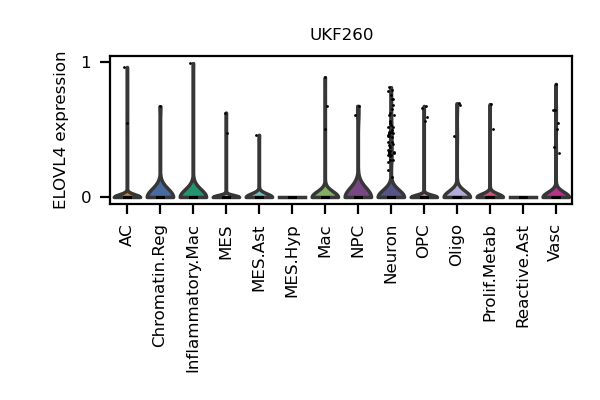 UKF260
ELOVL4 expression
1
0
AC
Chromatin.Reg
Inflammatory.Mac
MES
MES.Ast
MES.Hyp
Mac
NPC
Neuron
OPC
Oligo
Prolif.Metab
Reactive.Ast
Vasc